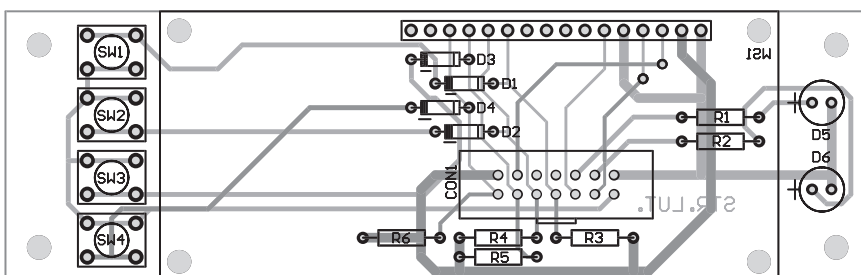 SW1
D3
WS1
D1
SW2
D4
R1
D5
D2
R2
D6
CON1
SW3
STR.LUT.
SW4
R6
R4
R3
R5